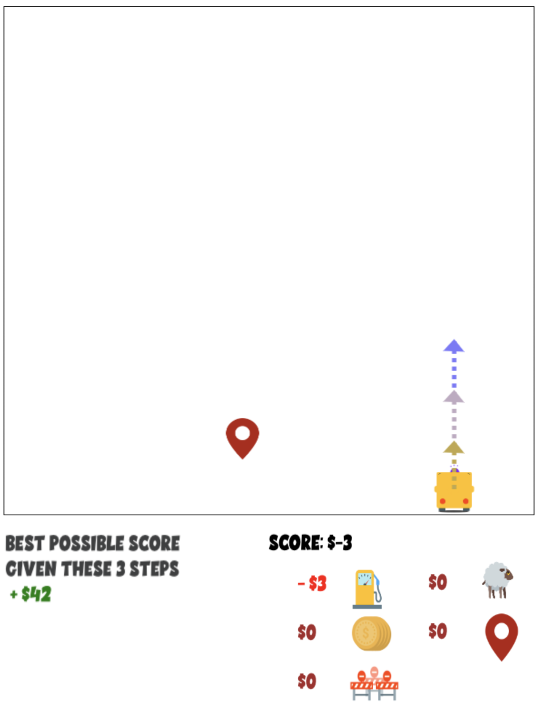 BEST POSSIBLE SCORE
GIVEN THESE 3 STEPS
+ $42
SCORE: $-3
- $3
$0
$0
$0
$0